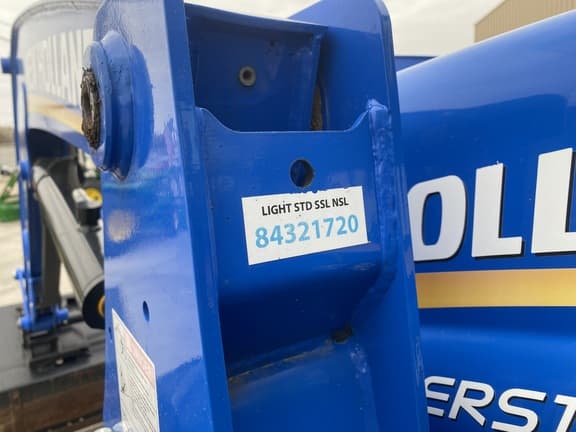 LIGHT STD SSL NSL
84321720
OLL
ERST